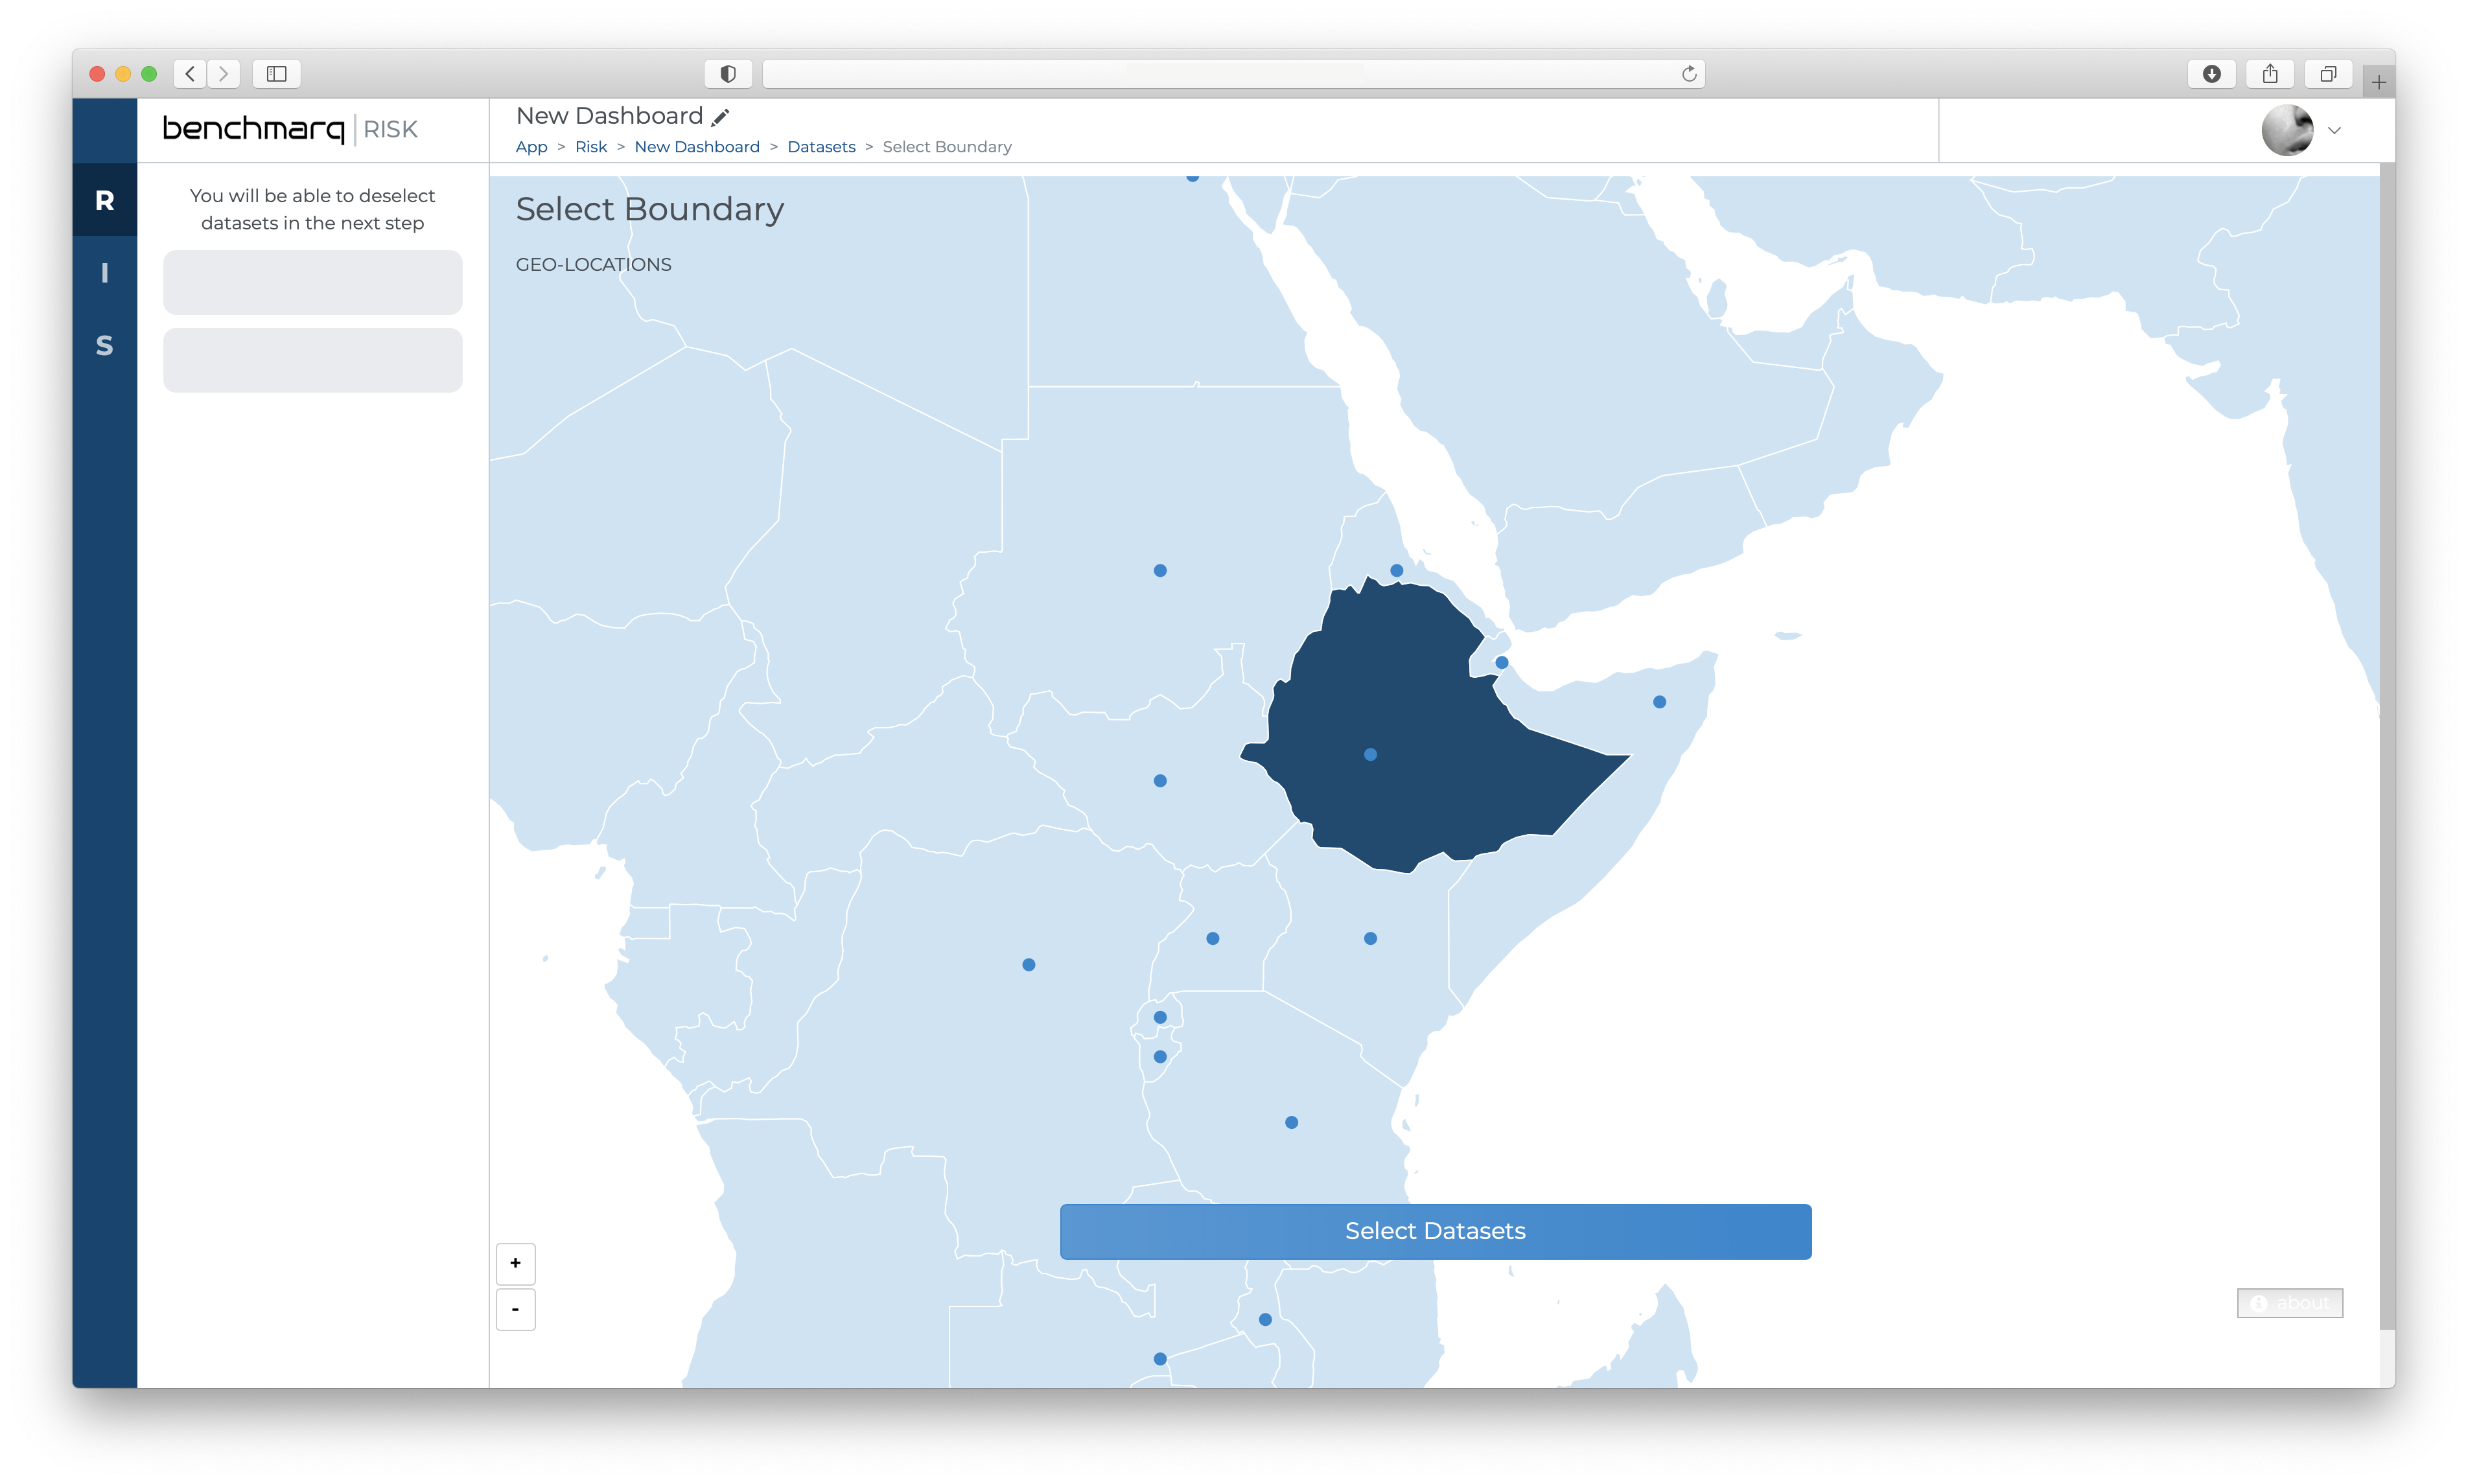 benchmarq | RISK
New Dashboard
App > Risk > New Dashboard > Datasets > Select Boundary
R
I
S
You will be able to deselect
datasets in the next step
Select Boundary
GEO-LOCATIONS
Select Datasets
+
-
about